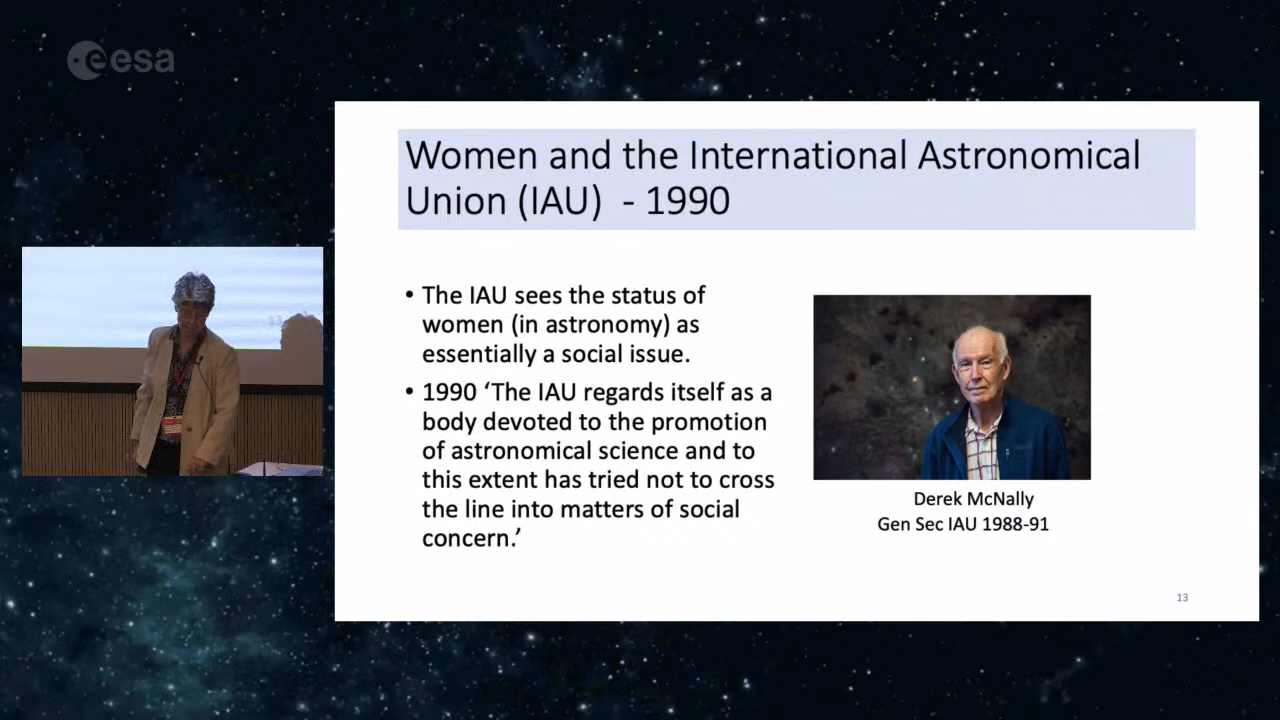 esa
Women and the International Astronomical
Union (IAU) - 1990
• The IAU sees the status of
women (in astronomy) as
essentially a social issue.
• 1990 ‘The IAU regards itself as a
body devoted to the promotion
of astronomical science and to
this extent has tried not to cross
the line into matters of social
concern.’
Derek McNally
Gen Sec IAU 1988-91
13